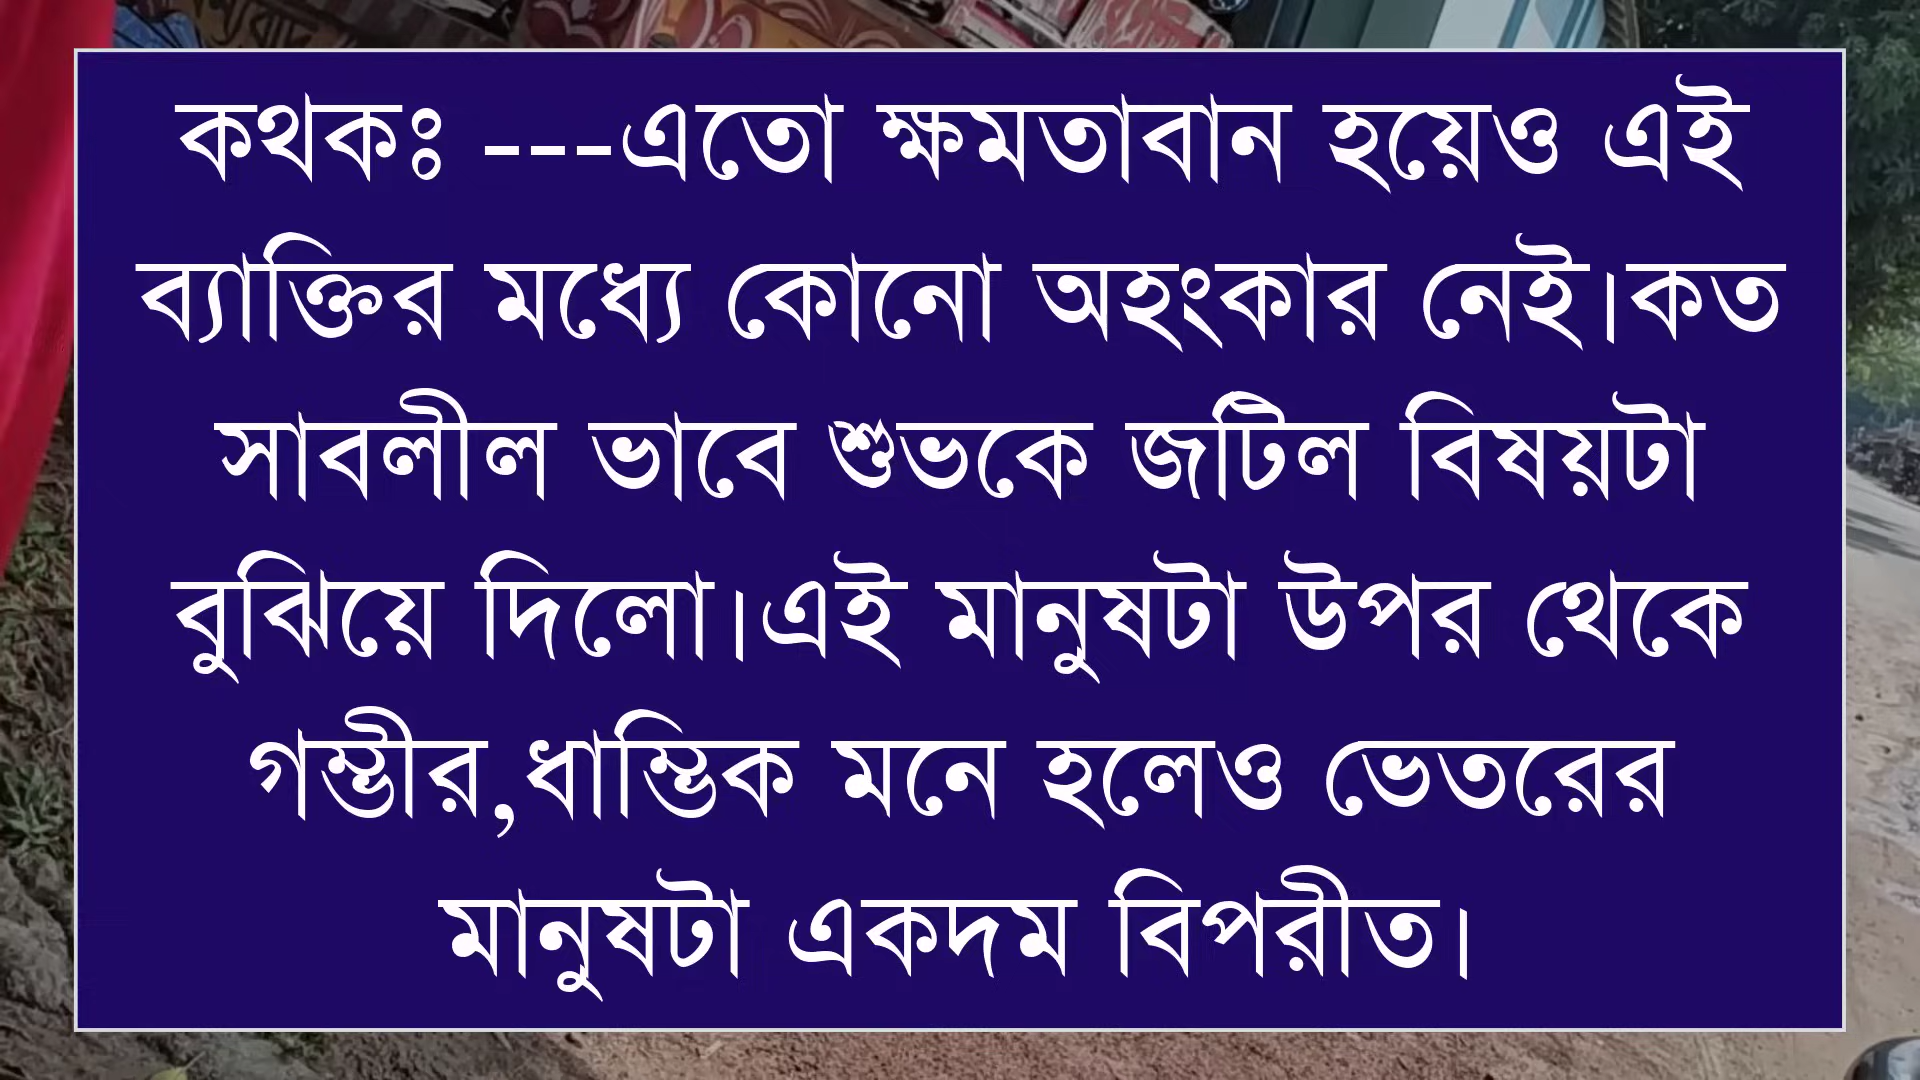 কথকঃ ---এতো ক্ষমতাবান হয়েও এই
ব্যাক্তির মধ্যে কোনো অহংকার নেই।কত
সাবলীল ভাবে শুভকে জটিল বিষয়টা
বুঝিয়ে দিলো।এই মানুষটা উপর থেকে
গম্ভীর,ধাম্ভিক মনে হলেও ভেতরের
মানুষটা একদম বিপরীত।